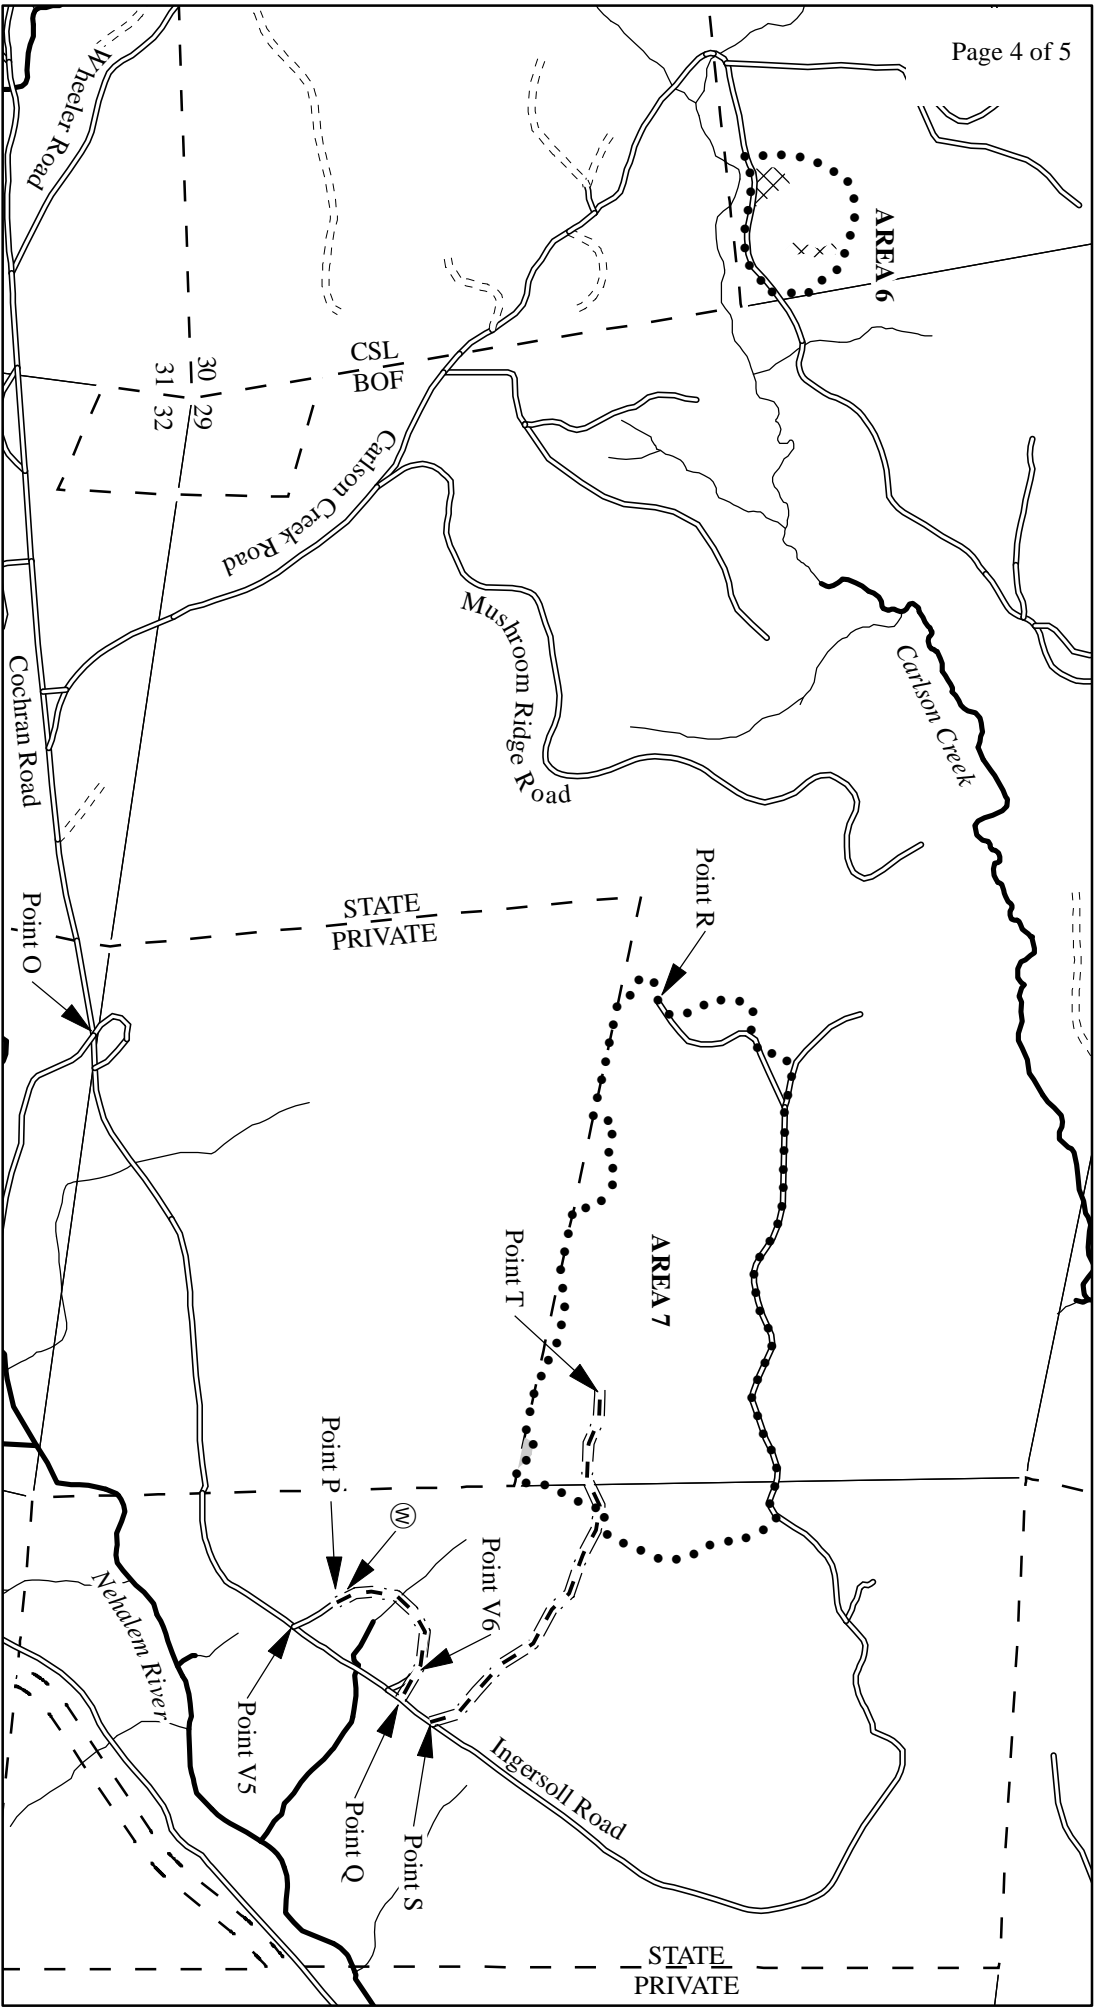 Page 4 of 5
Wheeler Road
AREA 6
CSL
BOF
30
29
31
32
Carlson Creek Road
Mushroom Ridge Road
Carlson Creek
Cochran Road
Point O
STATE
PRIVATE
Point R
AREA 7
Point T
Point P
W
Point V6
Nehalem River
Point V5
Point Q
Point S
Ingersoll Road
STATE
PRIVATE